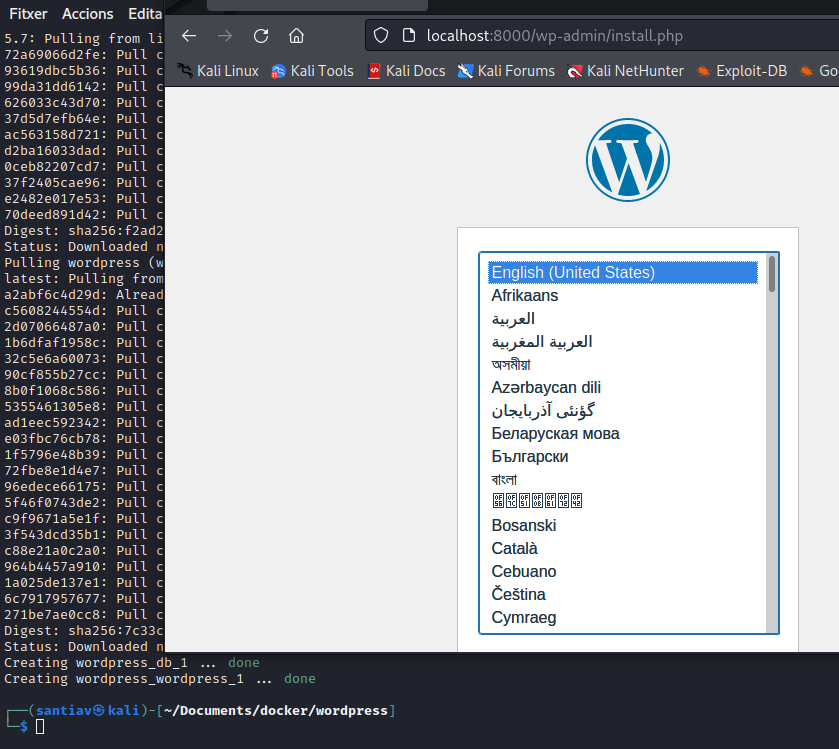 Fitxer Accions Edita
5.7: Pulling from li
72a69066d2fe: Pull c
93619dbc5b36: Pull c
99da31dd6142: Pull c
626033c43d70: Pull c
37d5d7efb64e: Pull c
ac563158d721: Pull c
d2ba16033dad: Pull c
0ceb82207cd7: Pull c
37f2405cae96: Pull c
e2482e017e53: Pull c
70deed891d42: Pull c
Digest: sha256:f2ad2
Status: Downloaded n
Pulling wordpress (w
latest: Pulling from
a2abf6c4d29d: Alread
c5608244554d: Pull c
2d07066487a0: Pull c
1b6dfaf1958c: Pull c
32c5e6a60073: Pull c
90cf855b27cc: Pull c
8b0f1068c586: Pull c
5355461305e8: Pull c
ad1eec592342: Pull c
e03fbc76cb78: Pull c
1f5796e48b39: Pull c
72fbe8e1d4e7: Pull c
96edece66175: Pull c
5f46f0743de2: Pull c
c9f9671a5e1f: Pull c
3f543dcd35b1: Pull c
c88e21a0c2a0: Pull c
964b4457a910: Pull c
1a025de137e1: Pull c
6c7917957677: Pull c
271be7ae0cc8: Pull c
Digest: sha256:7c33c
Status: Downloaded n
Creating wordpress_db_1 ... done
Creating wordpress_wordpress_1 ... done
┌──(santiav㉿kali)-[~/Documents/docker/wordpress]
└─$
localhost:8000/wp-admin/install.php
Kali Linux Kali Tools Kali Docs Kali Forums Kali NetHunter Exploit-DB Go
English (United States)
Afrikaans
العربية
العربية المغربية
অসমীয়া
Azərbaycan dili
گؤنئی آذربایجان
Беларуская мова
Български
বাংলা
Bosanski
Català
Cebuano
Čeština
Cymraeg